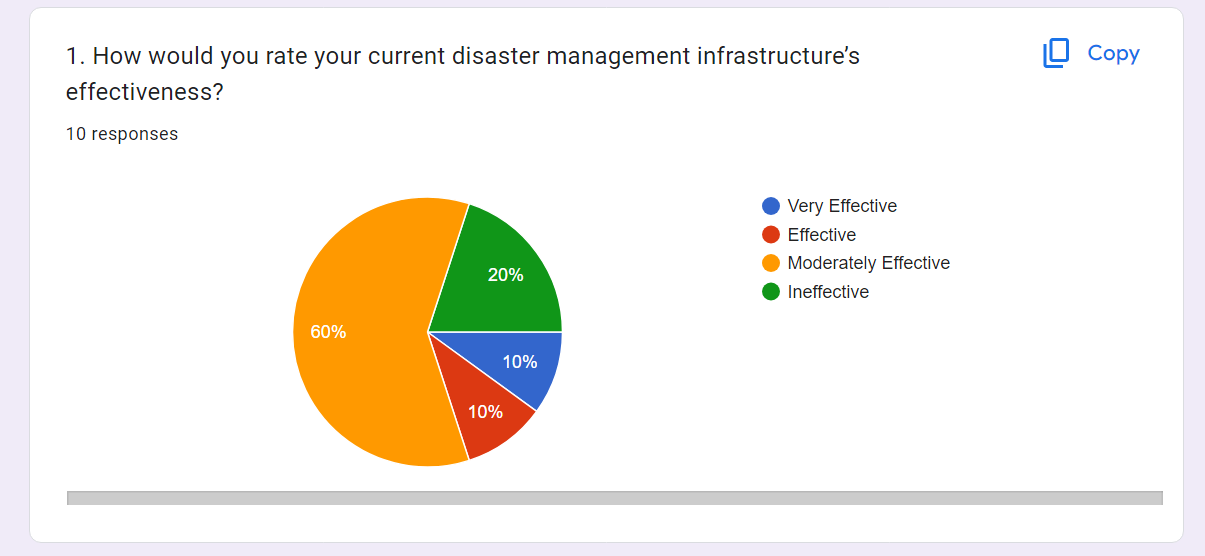 1. How would you rate your current disaster management infrastructure’s
effectiveness?
Copy
10 responses
Very Effective
Effective
Moderately Effective
Ineffective
20%
60%
10%
10%